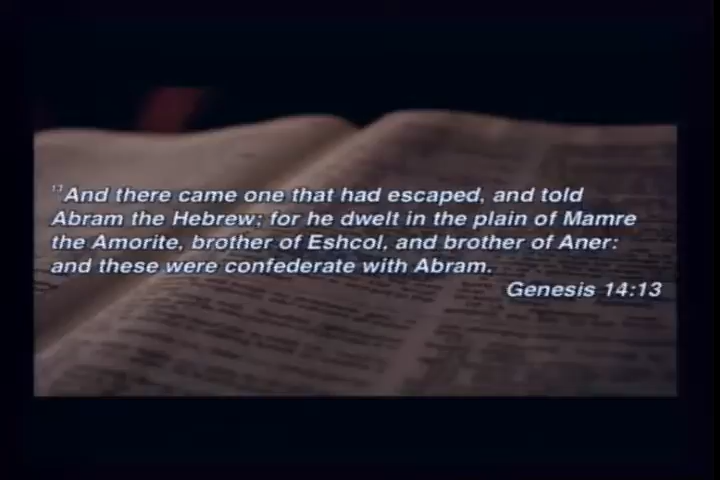 13And there came one that had escaped, and told
Abram the Hebrew; for he dwelt in the plain of Mamre
the Amorite, brother of Eshcol, and brother of Aner:
and these were confederate with Abram.
Genesis 14:13